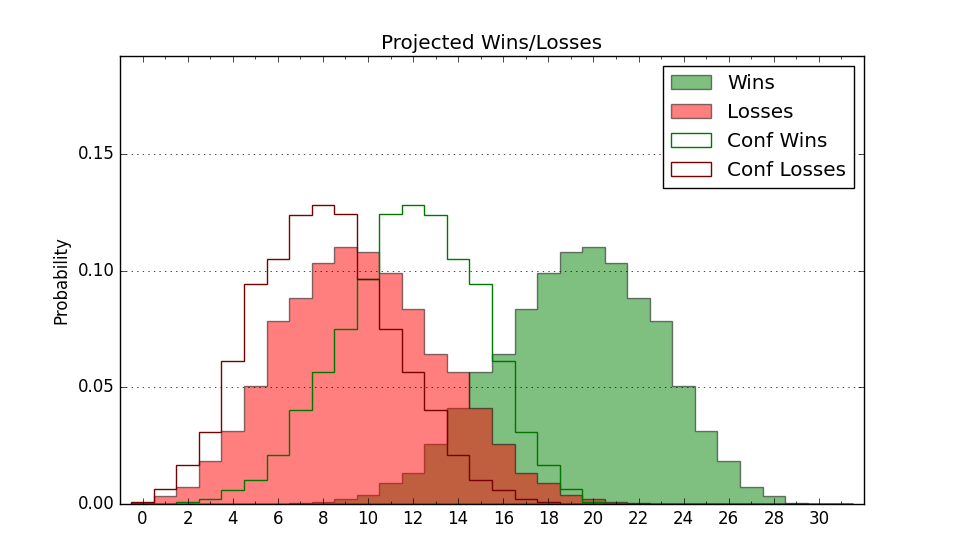 Projected Wins/Losses
Wins
Losses
Conf Wins
Conf Losses
Probability
0.15
0.10
0.05
0.00
0 2 4 6 8 10 12 14 16 18 20 22 24 26 28 30